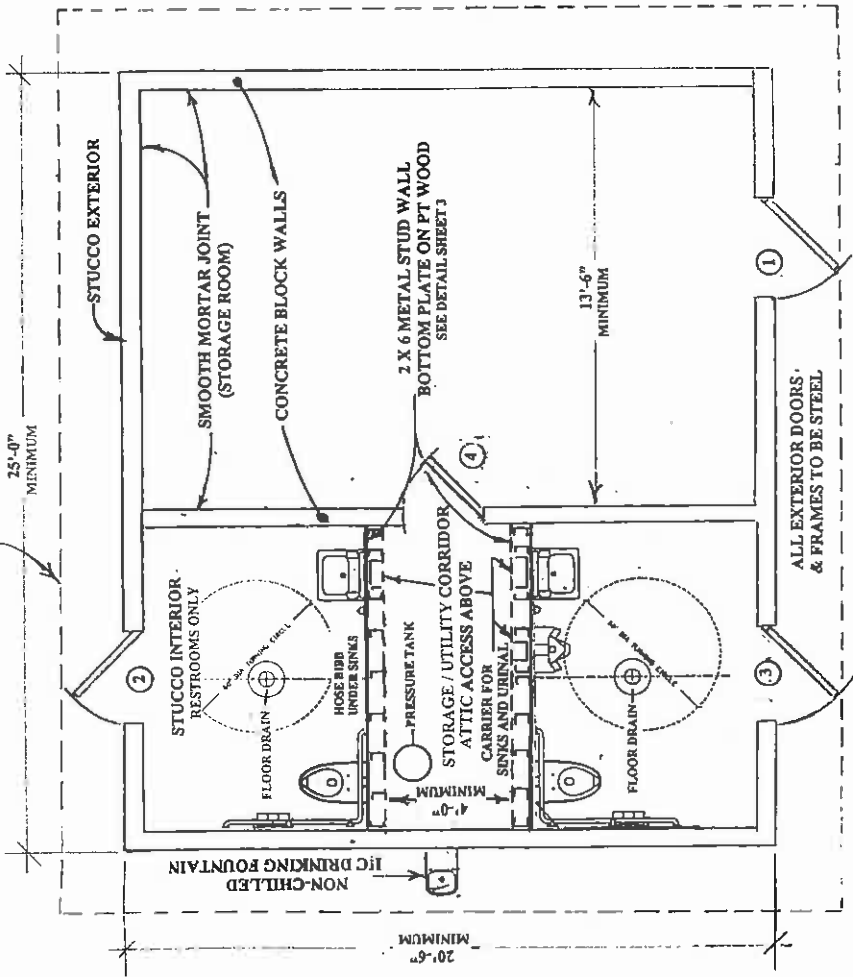 25'-0"
MINIMUM
STUCCO EXTERIOR
SMOOTH MORTAR JOINT
(STORAGE ROOM)
CONCRETE BLOCK WALLS
2 X 6 METAL STUD WALL
BOTTOM PLATE ON PT WOOD
SEE DETAIL SHEET 3
13'-6"
MINIMUM
1
ALL EXTERIOR DOORS
& FRAMES TO BE STEEL
4
2
STUCCO INTERIOR
RESTROOMS ONLY
FLOOR DRAIN
HOSE BIBB
UNDER SINKS
PRESSURE TANK
STORAGE / UTILITY CORRIDOR
ATTIC ACCESS ABOVE
CARRIER FOR
SINKS AND URINAL
4'-0"
MINIMUM
DIA TURNING CIRCLE
FLOOR DRAIN
3
NON-CHILLED
H/C DRINKING FOUNTAIN
20'-6"
MINIMUM